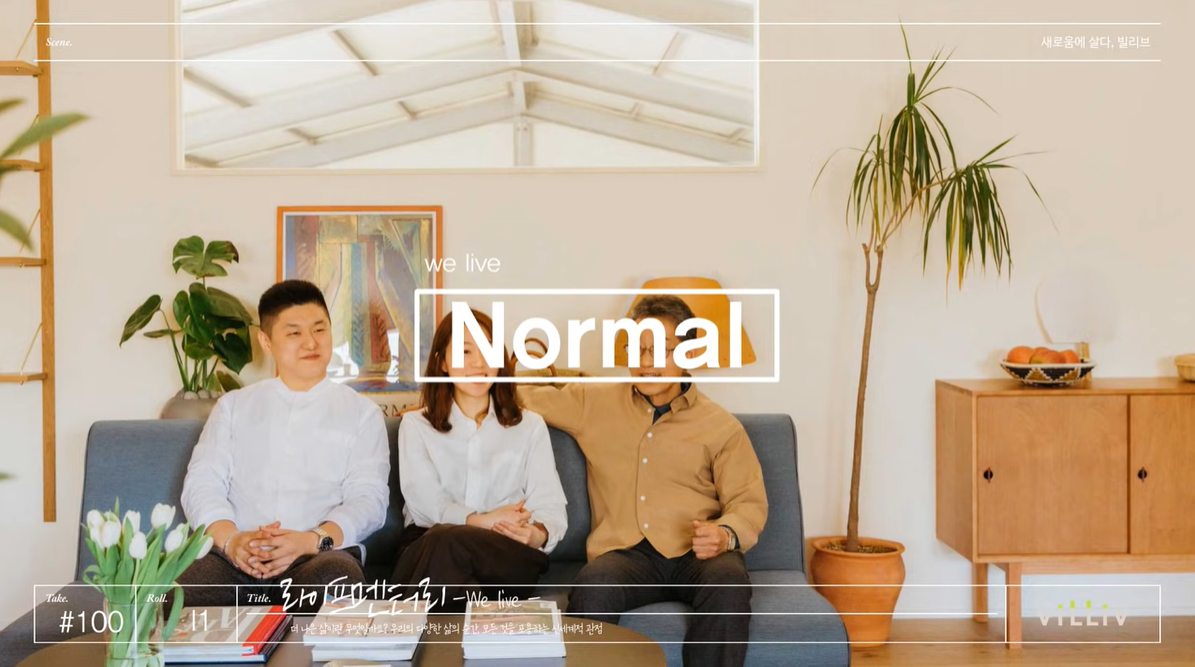 Scene.
새로움에 살다, 빌리브
we live
Normal
Take.
#100
Roll.
11
Title.
라이프멘터리 -We live-
더 나은 삶이란 무엇일까요? 우리의 다양한 삶의 순간, 모든 것을 포용하는 신세계적 관점
ViLLiV